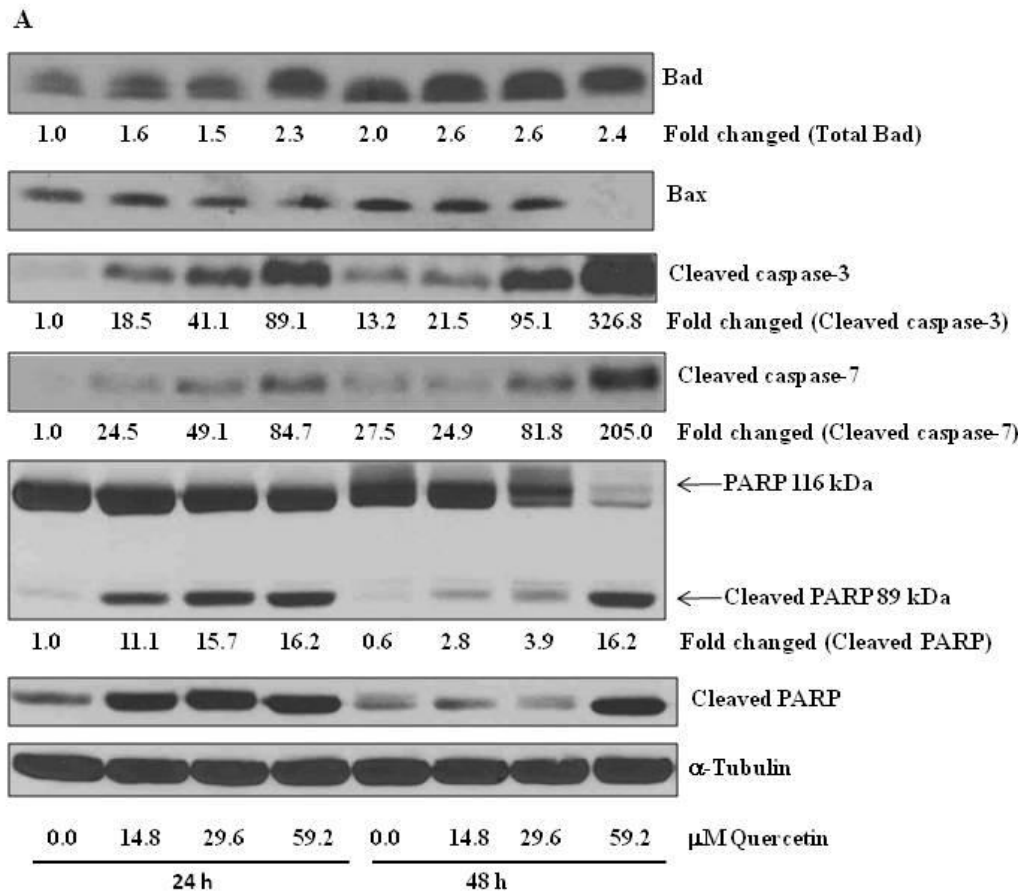 A
Bad
1.0 1.6 1.5 2.3 2.0 2.6 2.6 2.4 Fold changed (Total Bad)
Bax
Cleaved caspase-3
1.0 18.5 41.1 89.1 13.2 21.5 95.1 326.8 Fold changed (Cleaved caspase-3)
Cleaved caspase-7
1.0 24.5 49.1 84.7 27.5 24.9 81.8 205.0 Fold changed (Cleaved caspase-7)
PARP 116 kDa
Cleaved PARP 89 kDa
1.0 11.1 15.7 16.2 0.6 2.8 3.9 16.2 Fold changed (Cleaved PARP)
Cleaved PARP
α-Tubulin
0.0 14.8 29.6 59.2 0.0 14.8 29.6 59.2 μM Quercetin
24 h 48 h